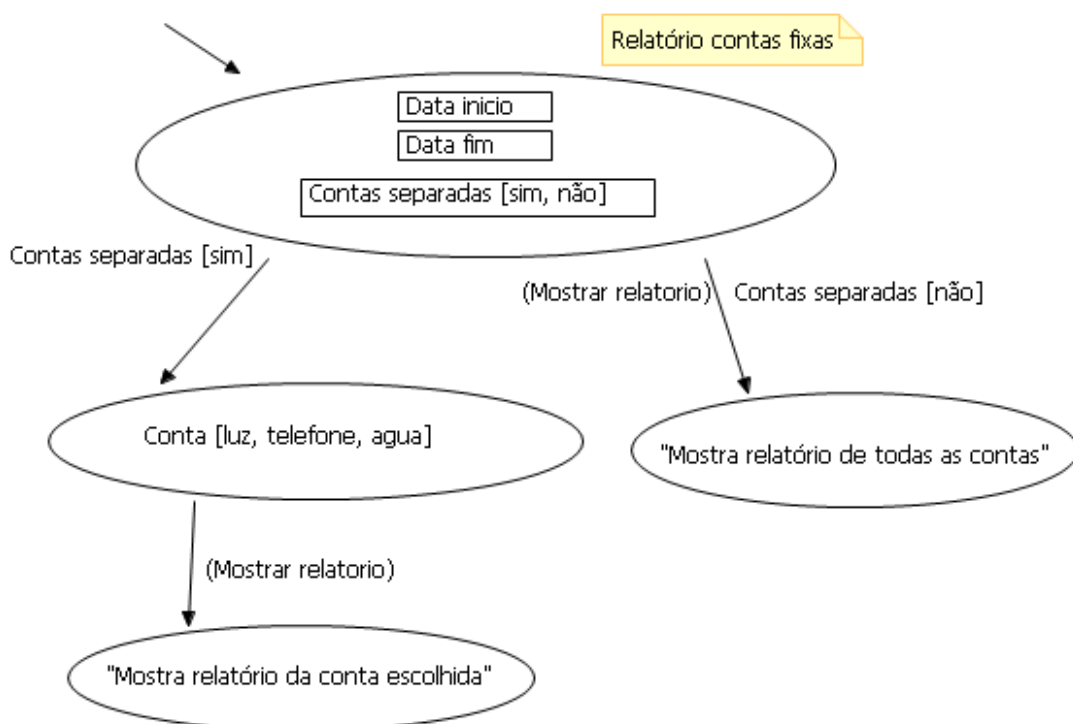 Relatório contas fixas
Data inicio
Data fim
Contas separadas [sim, não]
Contas separadas [sim]
(Mostrar relatorio)
Contas separadas [não]
Conta [luz, telefone, agua]
"Mostra relatório de todas as contas"
(Mostrar relatorio)
"Mostra relatório da conta escolhida"